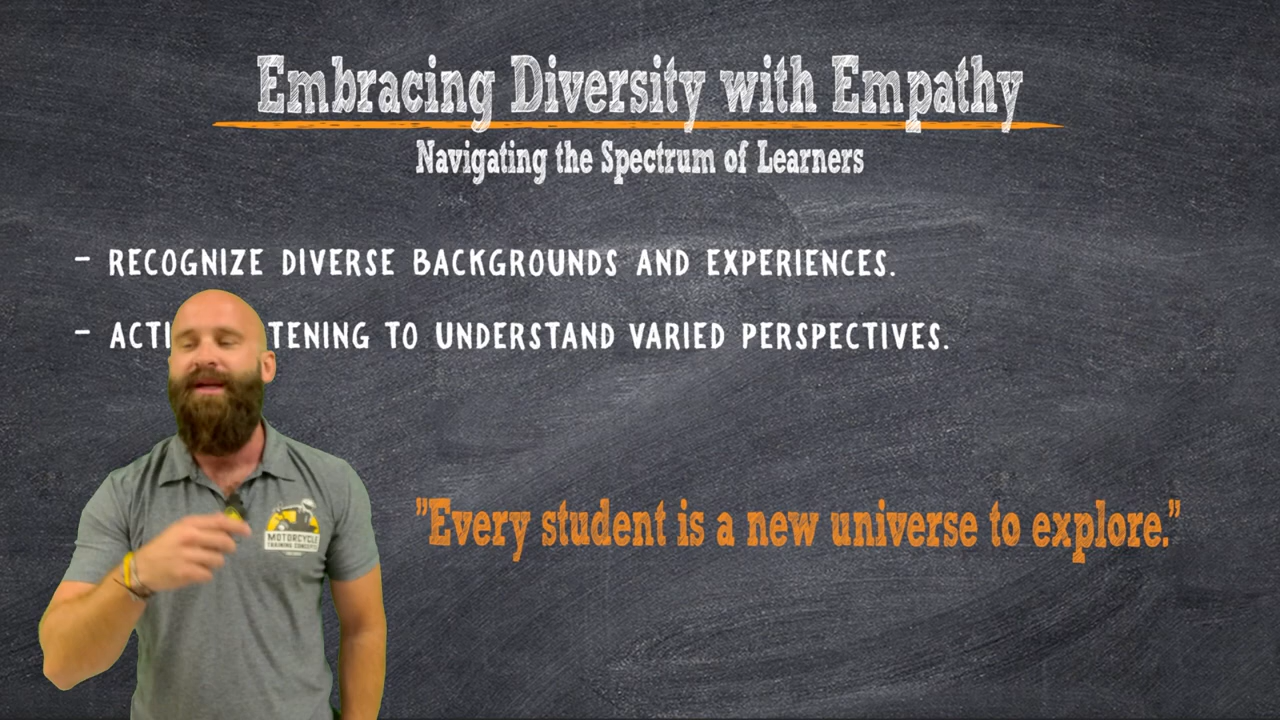 Embracing Diversity with Empathy
Navigating the Spectrum of Learners
- RECOGNIZE DIVERSE BACKGROUNDS AND EXPERIENCES.
- ACTI TENING TO UNDERSTAND VARIED PERSPECTIVES.
"Every student is a new universe to explore."
MOTORCYCLE
TRAINING CONCEPTS